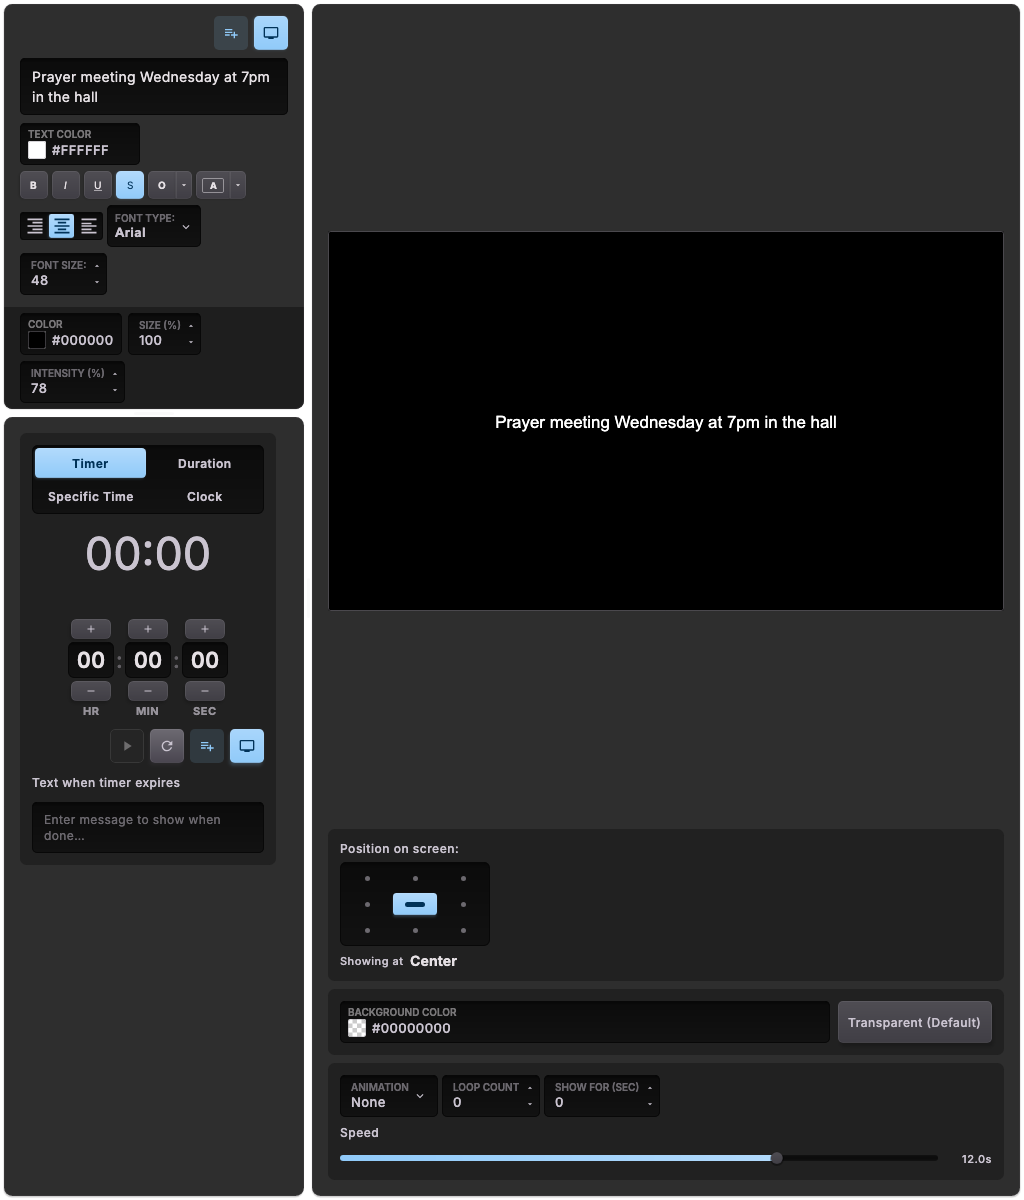 Prayer meeting Wednesday at 7pm
in the hall
TEXT COLOR
#FFFFFF
B I U S O A
FONT TYPE:
Arial
FONT SIZE:
48
COLOR
#000000
SIZE (%)
100
INTENSITY (%)
78
Timer Duration
Specific Time Clock
00:00
+ + +
00 : 00 : 00
− − −
HR MIN SEC
Text when timer expires
Enter message to show when
done...
Prayer meeting Wednesday at 7pm in the hall
Position on screen:
Showing at Center
BACKGROUND COLOR
#00000000
Transparent (Default)
ANIMATION
None
LOOP COUNT
0
SHOW FOR (SEC)
0
Speed
12.0s